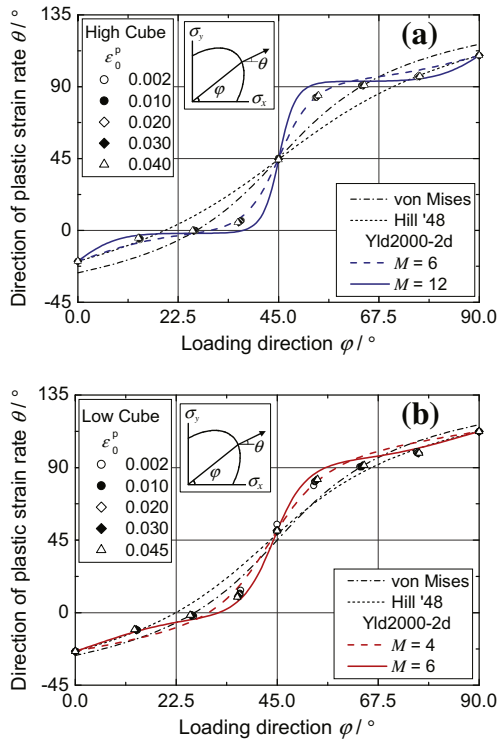 (a)
Direction of plastic strain rate θ / °
135
90
45
0
-45
High Cube
ε₀ᵖ
0.002
0.010
0.020
0.030
0.040
σ_y
θ
φ
σ_x
von Mises
Hill '48
Yld2000-2d
M = 6
M = 12
0.0
22.5
45.0
67.5
90.0
Loading direction φ / °
(b)
Direction of plastic strain rate θ / °
135
90
45
0
-45
Low Cube
ε₀ᵖ
0.002
0.010
0.020
0.030
0.045
σ_y
θ
φ
σ_x
von Mises
Hill '48
Yld2000-2d
M = 4
M = 6
0.0
22.5
45.0
67.5
90.0
Loading direction φ / °